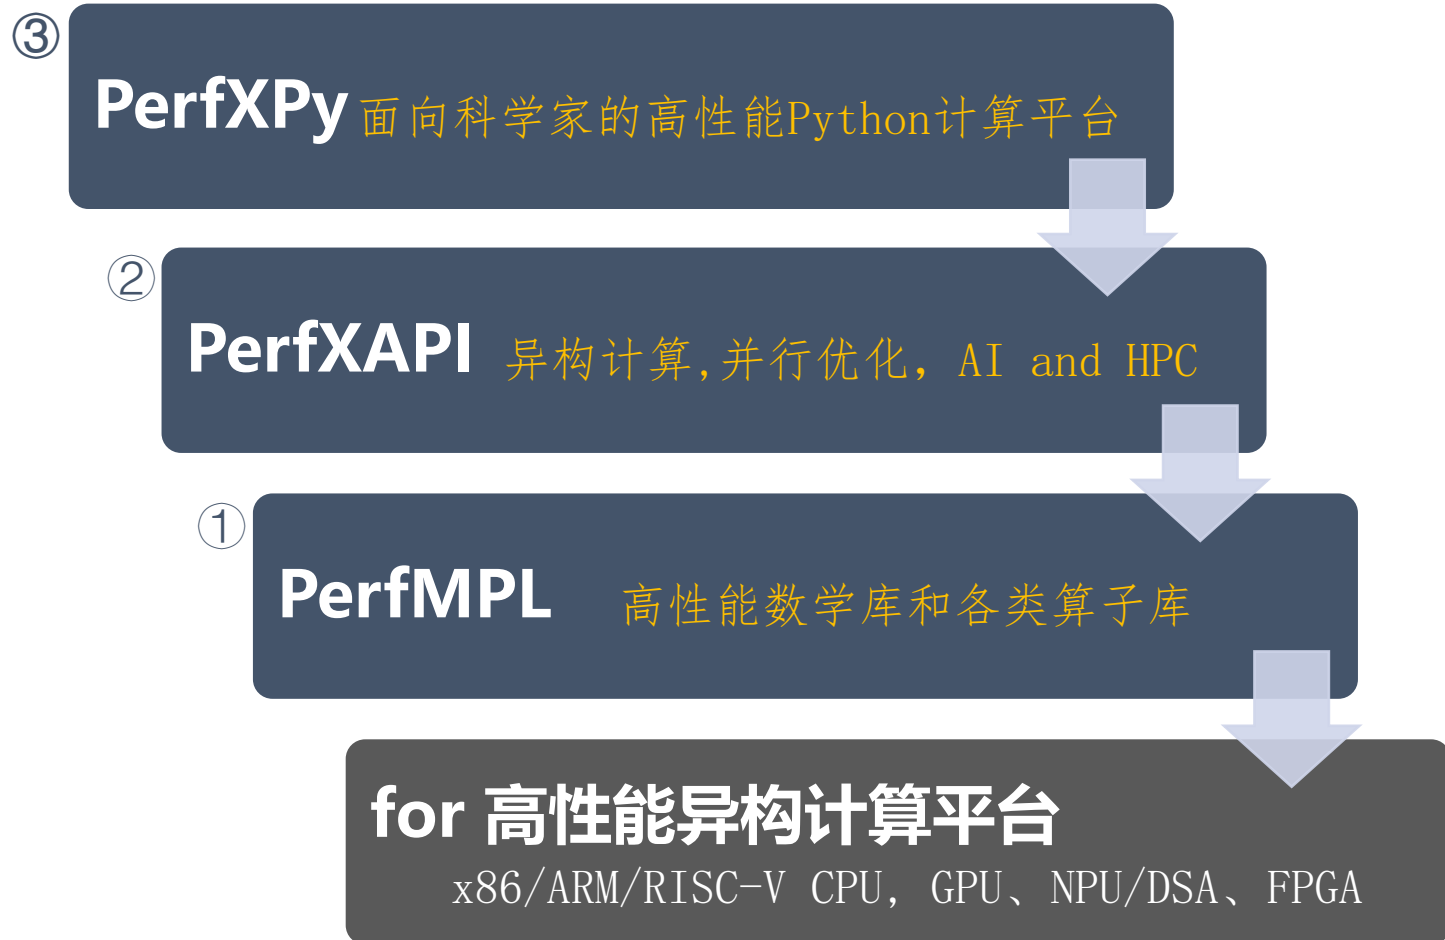 ③
PerfXPy 面向科学家的高性能Python计算平台
②
PerfXAPI 异构计算,并行优化，AI and HPC
①
PerfMPL 高性能数学库和各类算子库
for 高性能异构计算平台
x86/ARM/RISC-V CPU, GPU、NPU/DSA、FPGA